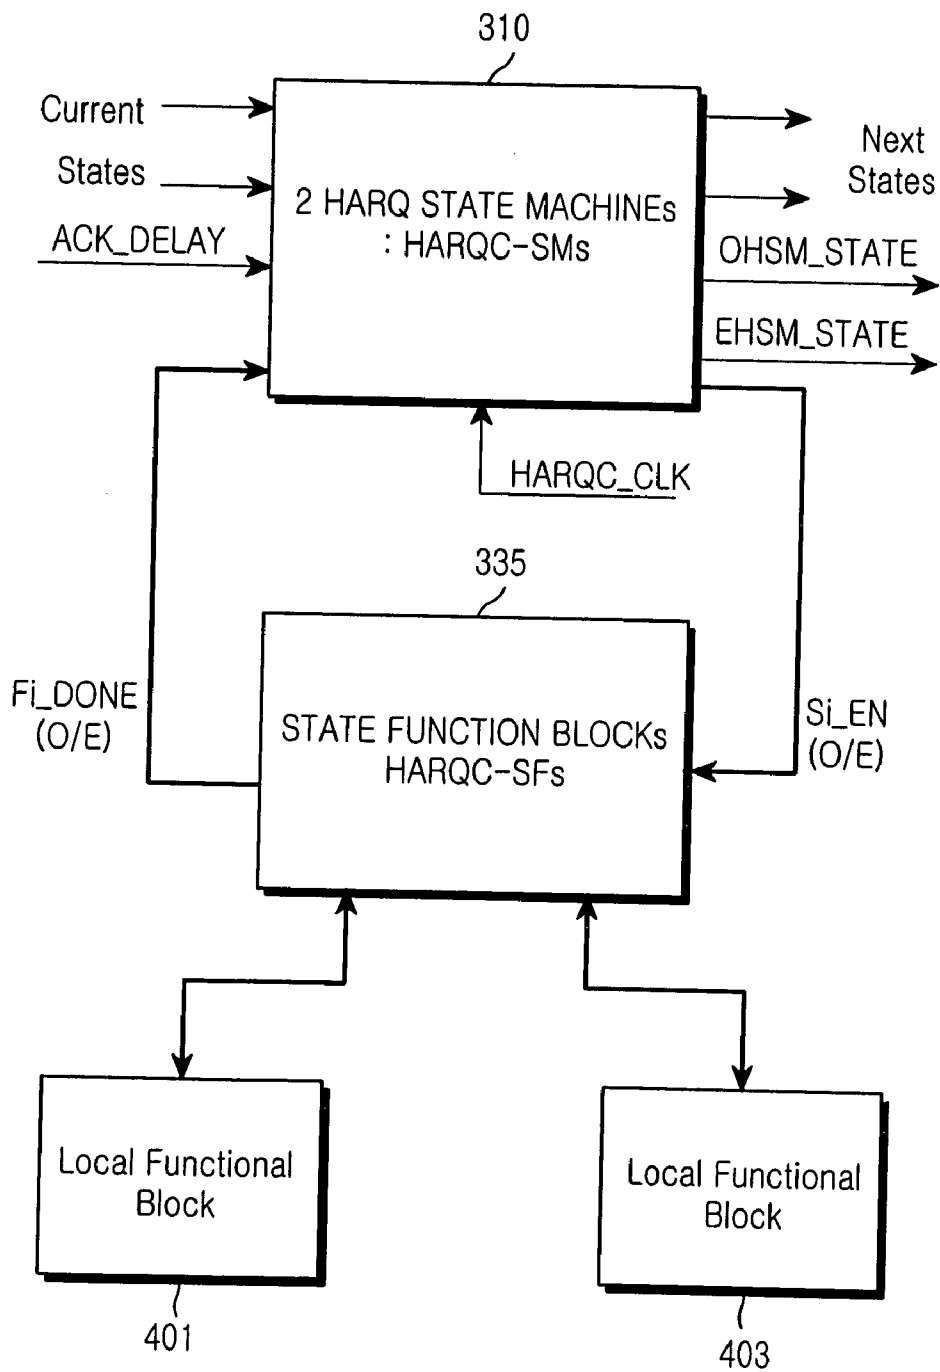 310
Current
States
ACK_DELAY
2 HARQ STATE MACHINEs
: HARQC-SMs
Next
States
OHSM_STATE
EHSM_STATE
HARQC_CLK
335
Fi_DONE
(O/E)
STATE FUNCTION BLOCKs
HARQC-SFs
Si_EN
(O/E)
Local Functional
Block
401
Local Functional
Block
403